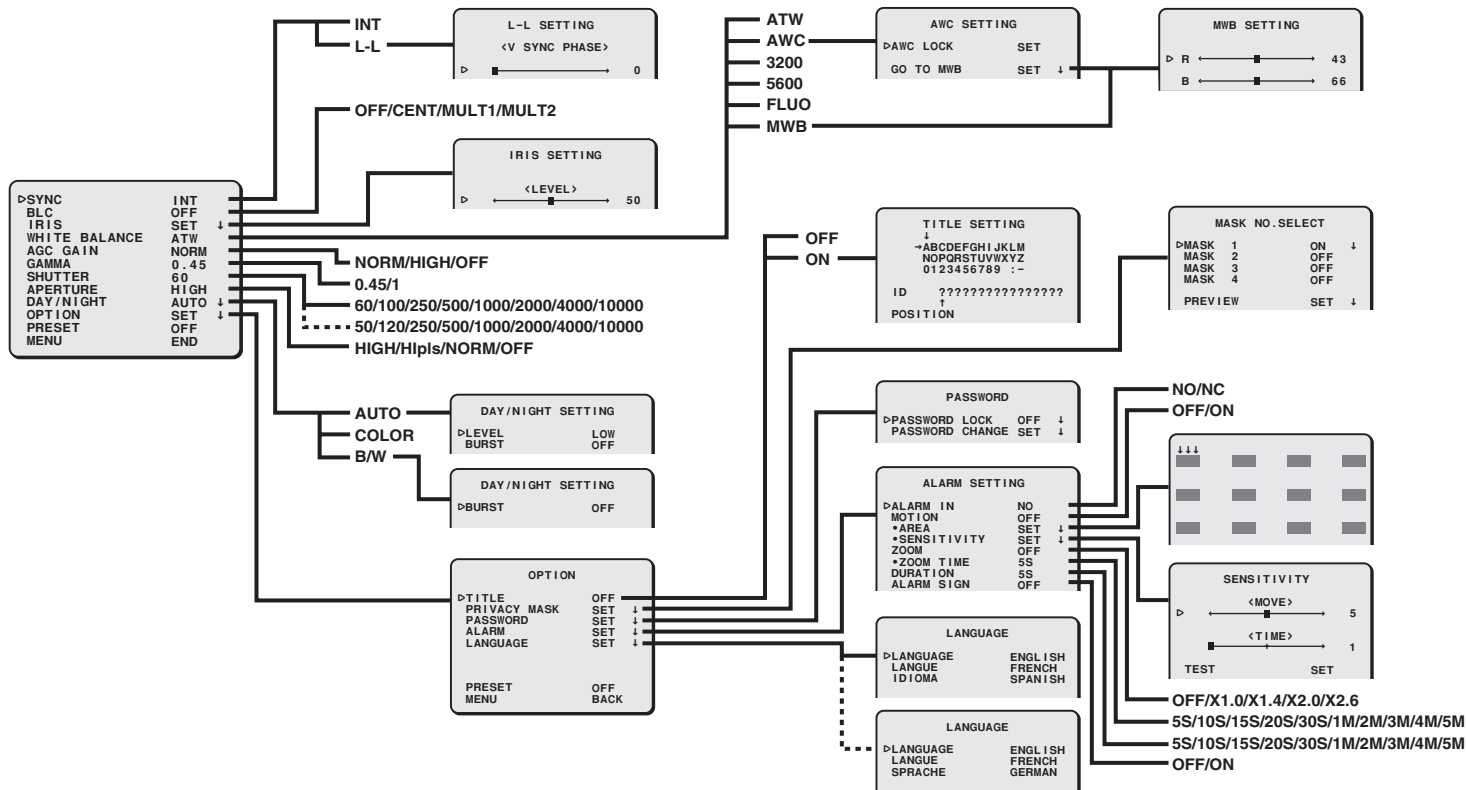 INT
L-L
L-L SETTING
<V SYNC PHASE>
▷ 0
OFF/CENT/MULT1/MULT2
IRIS SETTING
<LEVEL>
▷ 50
▷SYNC INT
BLC OFF
IRIS SET ↓
WHITE BALANCE ATW
AGC GAIN NORM
GAMMA 0.45
SHUTTER 60
APERTURE HIGH
DAY/NIGHT AUTO ↓
OPTION SET ↓
PRESET OFF
MENU END
NORM/HIGH/OFF
0.45/1
60/100/250/500/1000/2000/4000/10000
50/120/250/500/1000/2000/4000/10000
HIGH/HIpls/NORM/OFF
AUTO
COLOR
B/W
DAY/NIGHT SETTING
▷LEVEL LOW
BURST OFF
DAY/NIGHT SETTING
▷BURST OFF
OPTION
▷TITLE OFF
PRIVACY MASK SET ↓
PASSWORD SET ↓
ALARM SET ↓
LANGUAGE SET ↓
PRESET OFF
MENU BACK
ATW
AWC
3200
5600
FLUO
MWB
AWC SETTING
▷AWC LOCK SET
GO TO MWB SET ↓
MWB SETTING
▷ R 43
B 66
OFF
ON
TITLE SETTING
↓
→ABCDEFGHIJKLM
NOPQRSTUVWXYZ
0123456789 :-
ID ????????????????
↑
POSITION
MASK NO.SELECT
▷MASK 1 ON ↓
MASK 2 OFF
MASK 3 OFF
MASK 4 OFF
PREVIEW SET ↓
PASSWORD
▷PASSWORD LOCK OFF ↓
PASSWORD CHANGE SET ↓
ALARM SETTING
▷ALARM IN NO
MOTION OFF
•AREA SET ↓
•SENSITIVITY SET ↓
ZOOM OFF
•ZOOM TIME 5S
DURATION 5S
ALARM SIGN OFF
NO/NC
OFF/ON
↓↓↓
SENSITIVITY
<MOVE>
▷ 5
<TIME>
1
TEST SET
OFF/X1.0/X1.4/X2.0/X2.6
5S/10S/15S/20S/30S/1M/2M/3M/4M/5M
5S/10S/15S/20S/30S/1M/2M/3M/4M/5M
OFF/ON
LANGUAGE
▷LANGUAGE ENGLISH
LANGUE FRENCH
IDIOMA SPANISH
LANGUAGE
▷LANGUAGE ENGLISH
LANGUE FRENCH
SPRACHE GERMAN